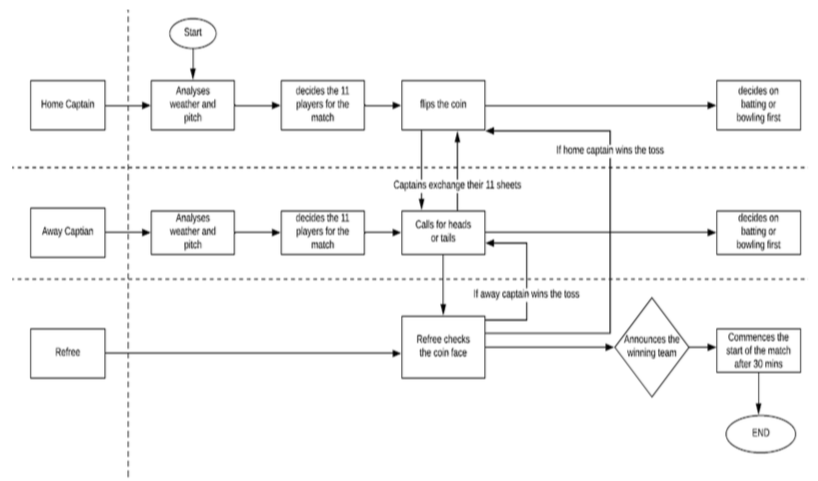 Start
Home Captain
Analyses
weather and
pitch
decides the 11
players for the
match
flips the coin
decides on
batting or
bowling first
If home captain wins the toss
Captains exchange their 11 sheets
Away Captian
Analyses
weather and
pitch
decides the 11
players for the
match
Calls for heads
or tails
decides on
batting or
bowling first
If away captain wins the toss
Refree
Refree checks
the coin face
Announces the
winning team
Commences the
start of the match
after 30 mins
END